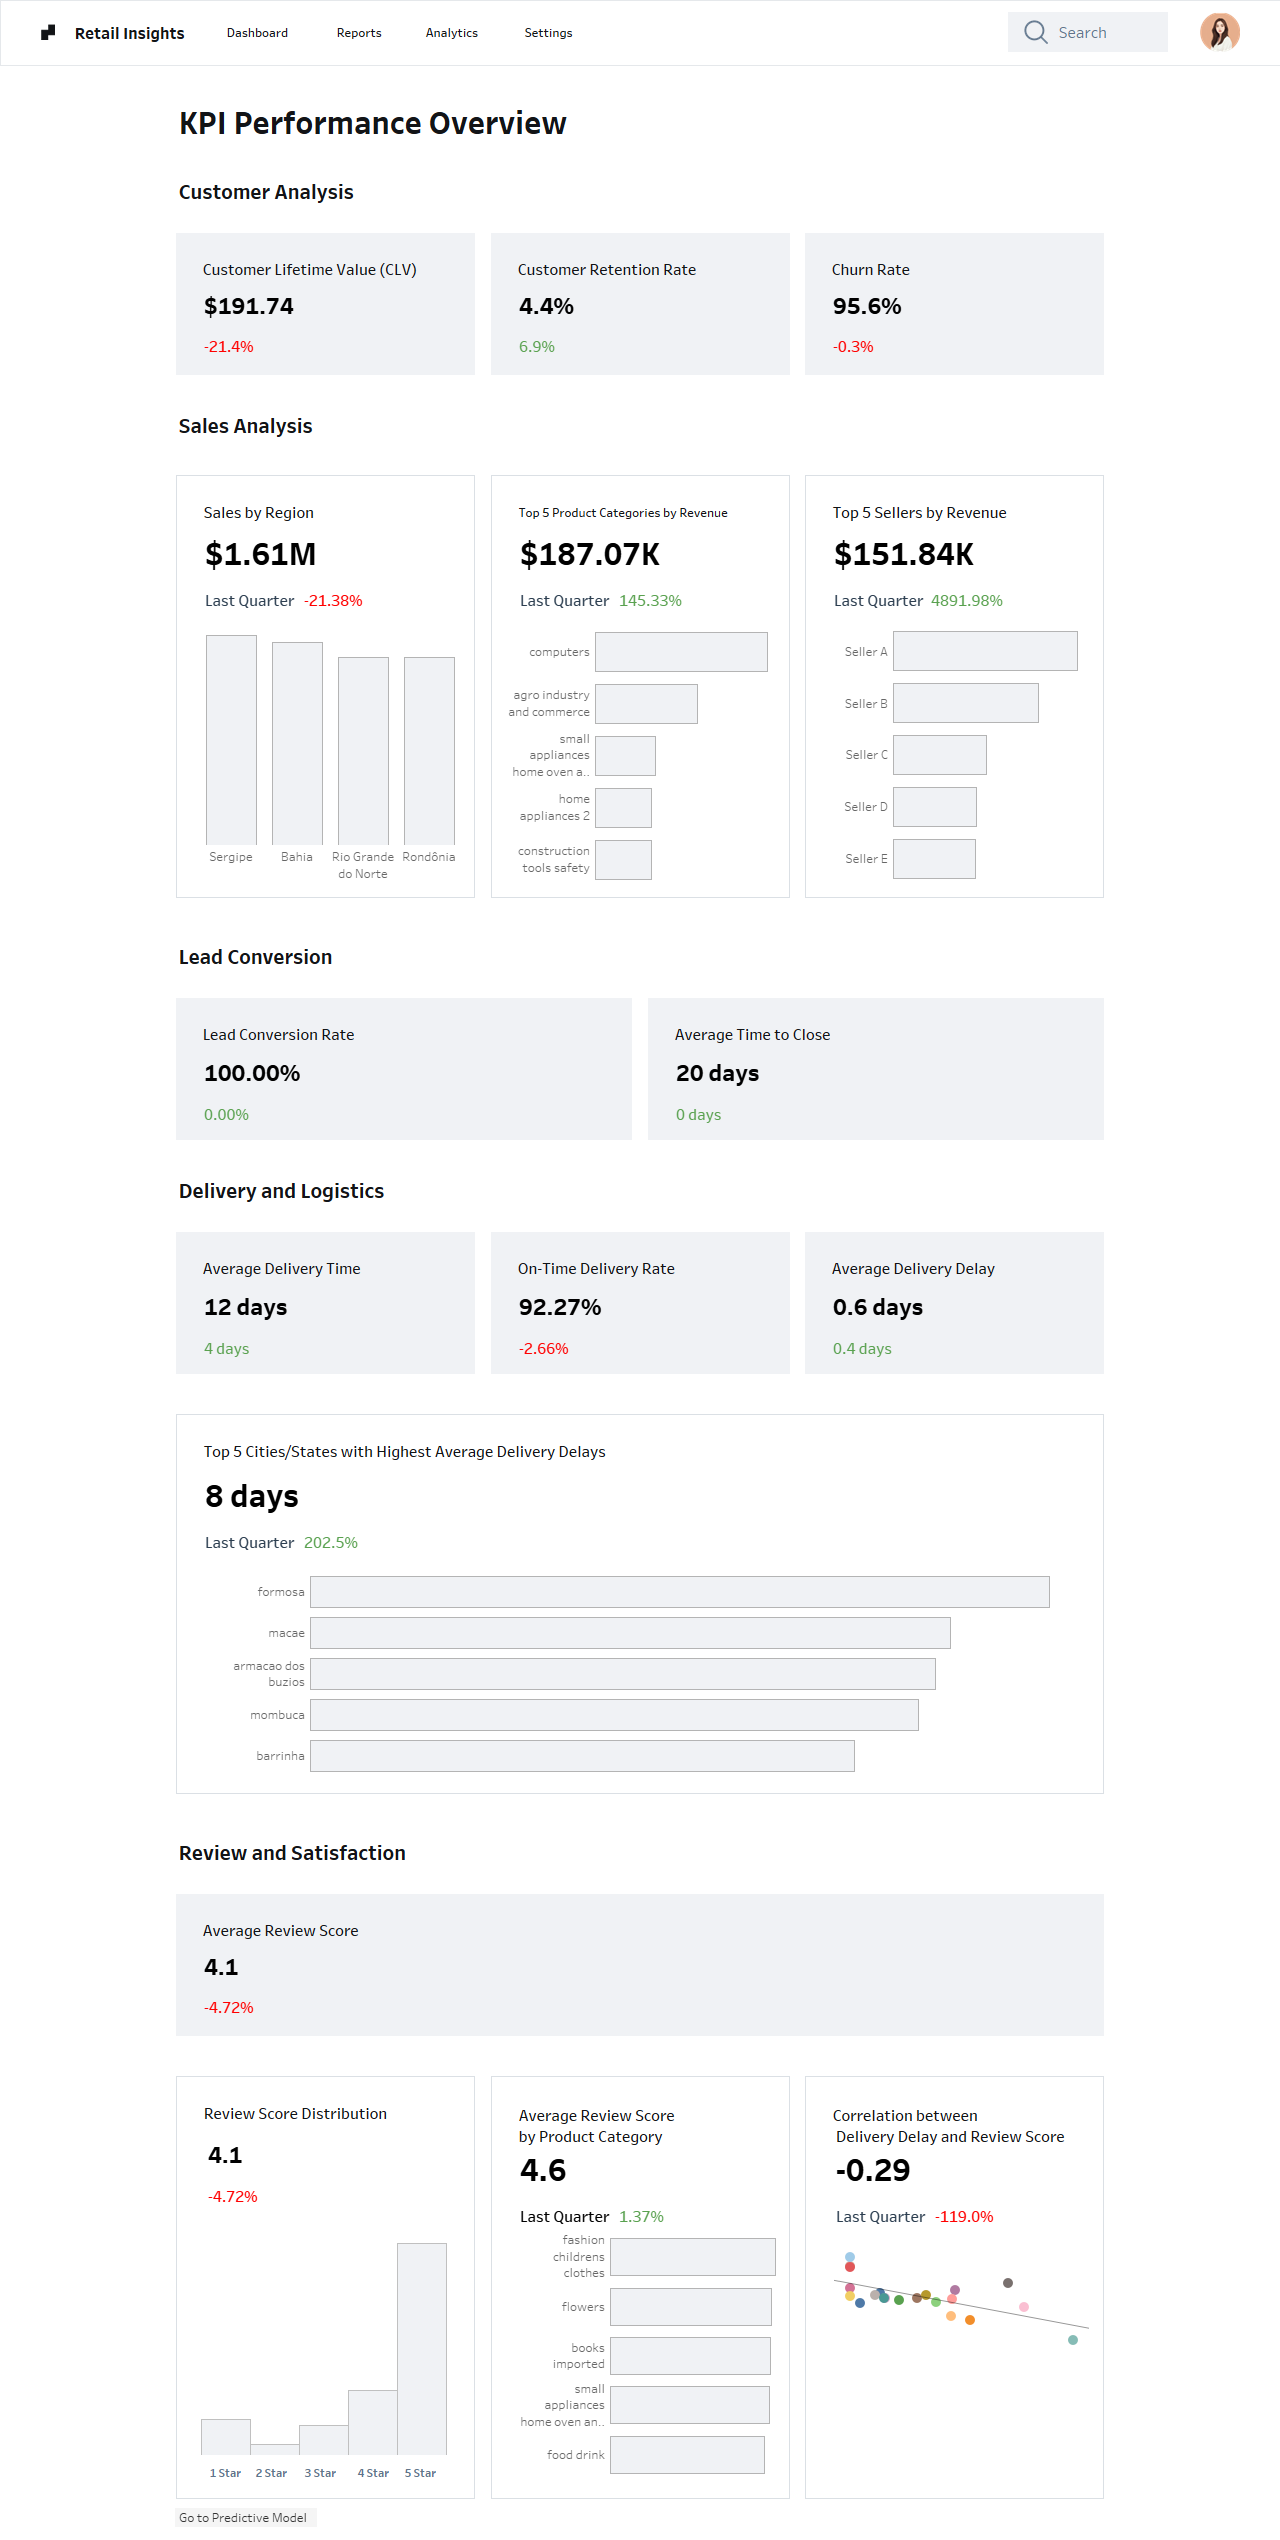 Retail Insights
Dashboard
Reports
Analytics
Settings
Search
KPI Performance Overview
Customer Analysis
Customer Lifetime Value (CLV)
$191.74
-21.4%
Customer Retention Rate
4.4%
6.9%
Churn Rate
95.6%
-0.3%
Sales Analysis
Sales by Region
$1.61M
Last Quarter -21.38%
Sergipe
Bahia
Rio Grande
do Norte
Rondônia
Top 5 Product Categories by Revenue
$187.07K
Last Quarter 145.33%
computers
agro industry
and commerce
small
appliances
home oven a..
home
appliances 2
construction
tools safety
Top 5 Sellers by Revenue
$151.84K
Last Quarter 4891.98%
Seller A
Seller B
Seller C
Seller D
Seller E
Lead Conversion
Lead Conversion Rate
100.00%
0.00%
Average Time to Close
20 days
0 days
Delivery and Logistics
Average Delivery Time
12 days
4 days
On-Time Delivery Rate
92.27%
-2.66%
Average Delivery Delay
0.6 days
0.4 days
Top 5 Cities/States with Highest Average Delivery Delays
8 days
Last Quarter 202.5%
formosa
macae
armacao dos
buzios
mombuca
barrinha
Review and Satisfaction
Average Review Score
4.1
-4.72%
Review Score Distribution
4.1
-4.72%
1 Star
2 Star
3 Star
4 Star
5 Star
Average Review Score
by Product Category
4.6
Last Quarter 1.37%
fashion
childrens
clothes
flowers
books
imported
small
appliances
home oven an..
food drink
Correlation between
Delivery Delay and Review Score
-0.29
Last Quarter -119.0%
Go to Predictive Model